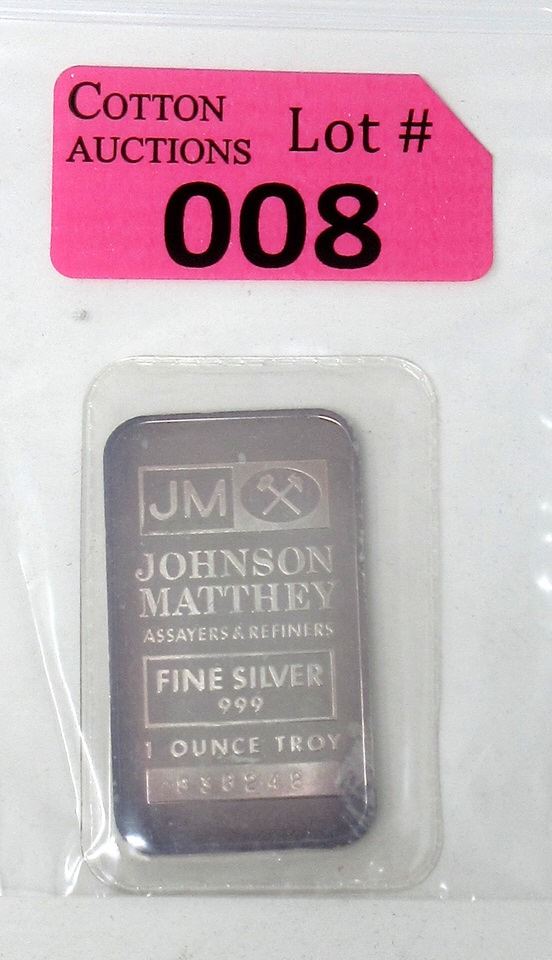 COTTON
AUCTIONS
Lot #
008
JM
JOHNSON
MATTHEY
ASSAYERS & REFINERS
FINE SILVER
999
1 OUNCE TROY